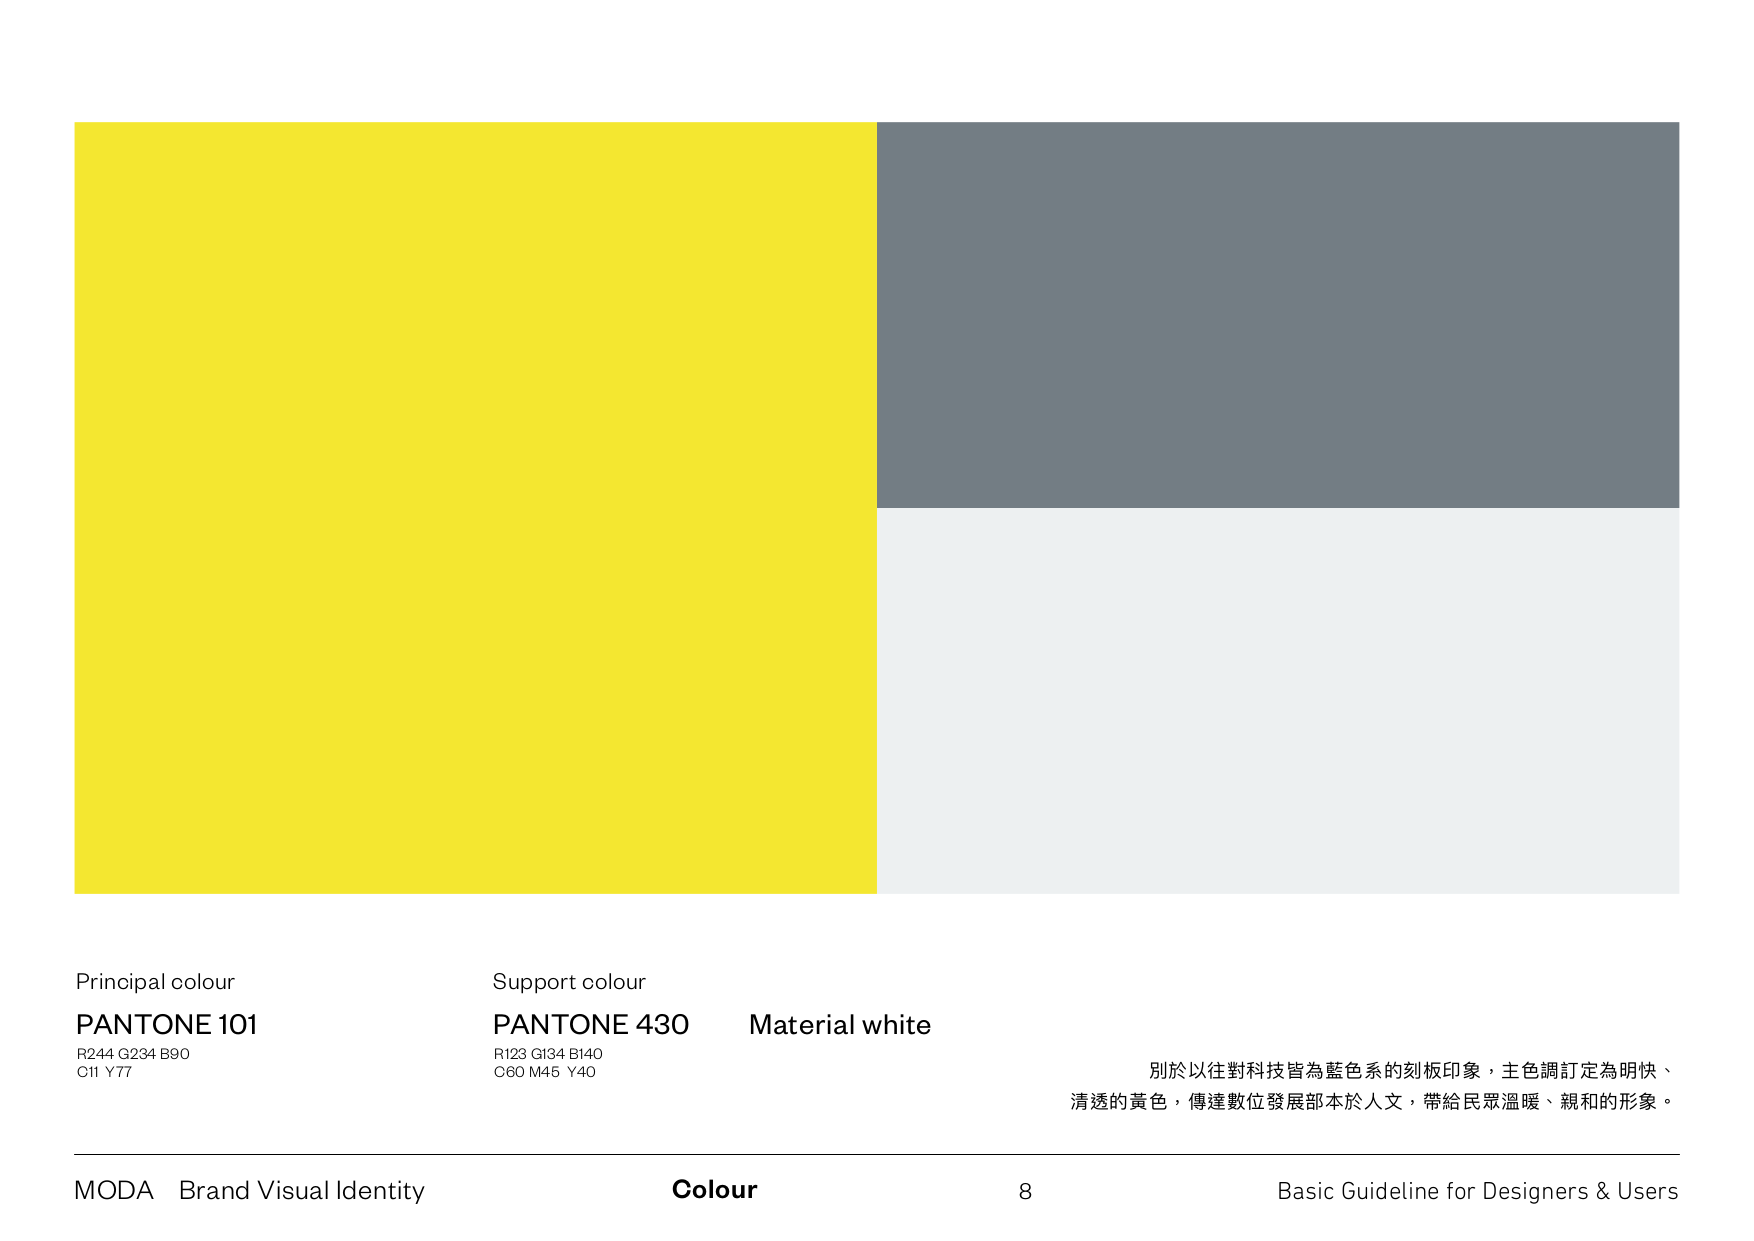 Principal colour
PANTONE 101
R244 G234 B90
C11 Y77
Support colour
PANTONE 430
R123 G134 B140
C60 M45 Y40
Material white
別於以往對科技皆為藍色系的刻板印象，主色調訂定為明快、
清透的黃色，傳達數位發展部本於人文，帶給民眾溫暖、親和的形象。
MODA Brand Visual Identity
Colour
8
Basic Guideline for Designers & Users